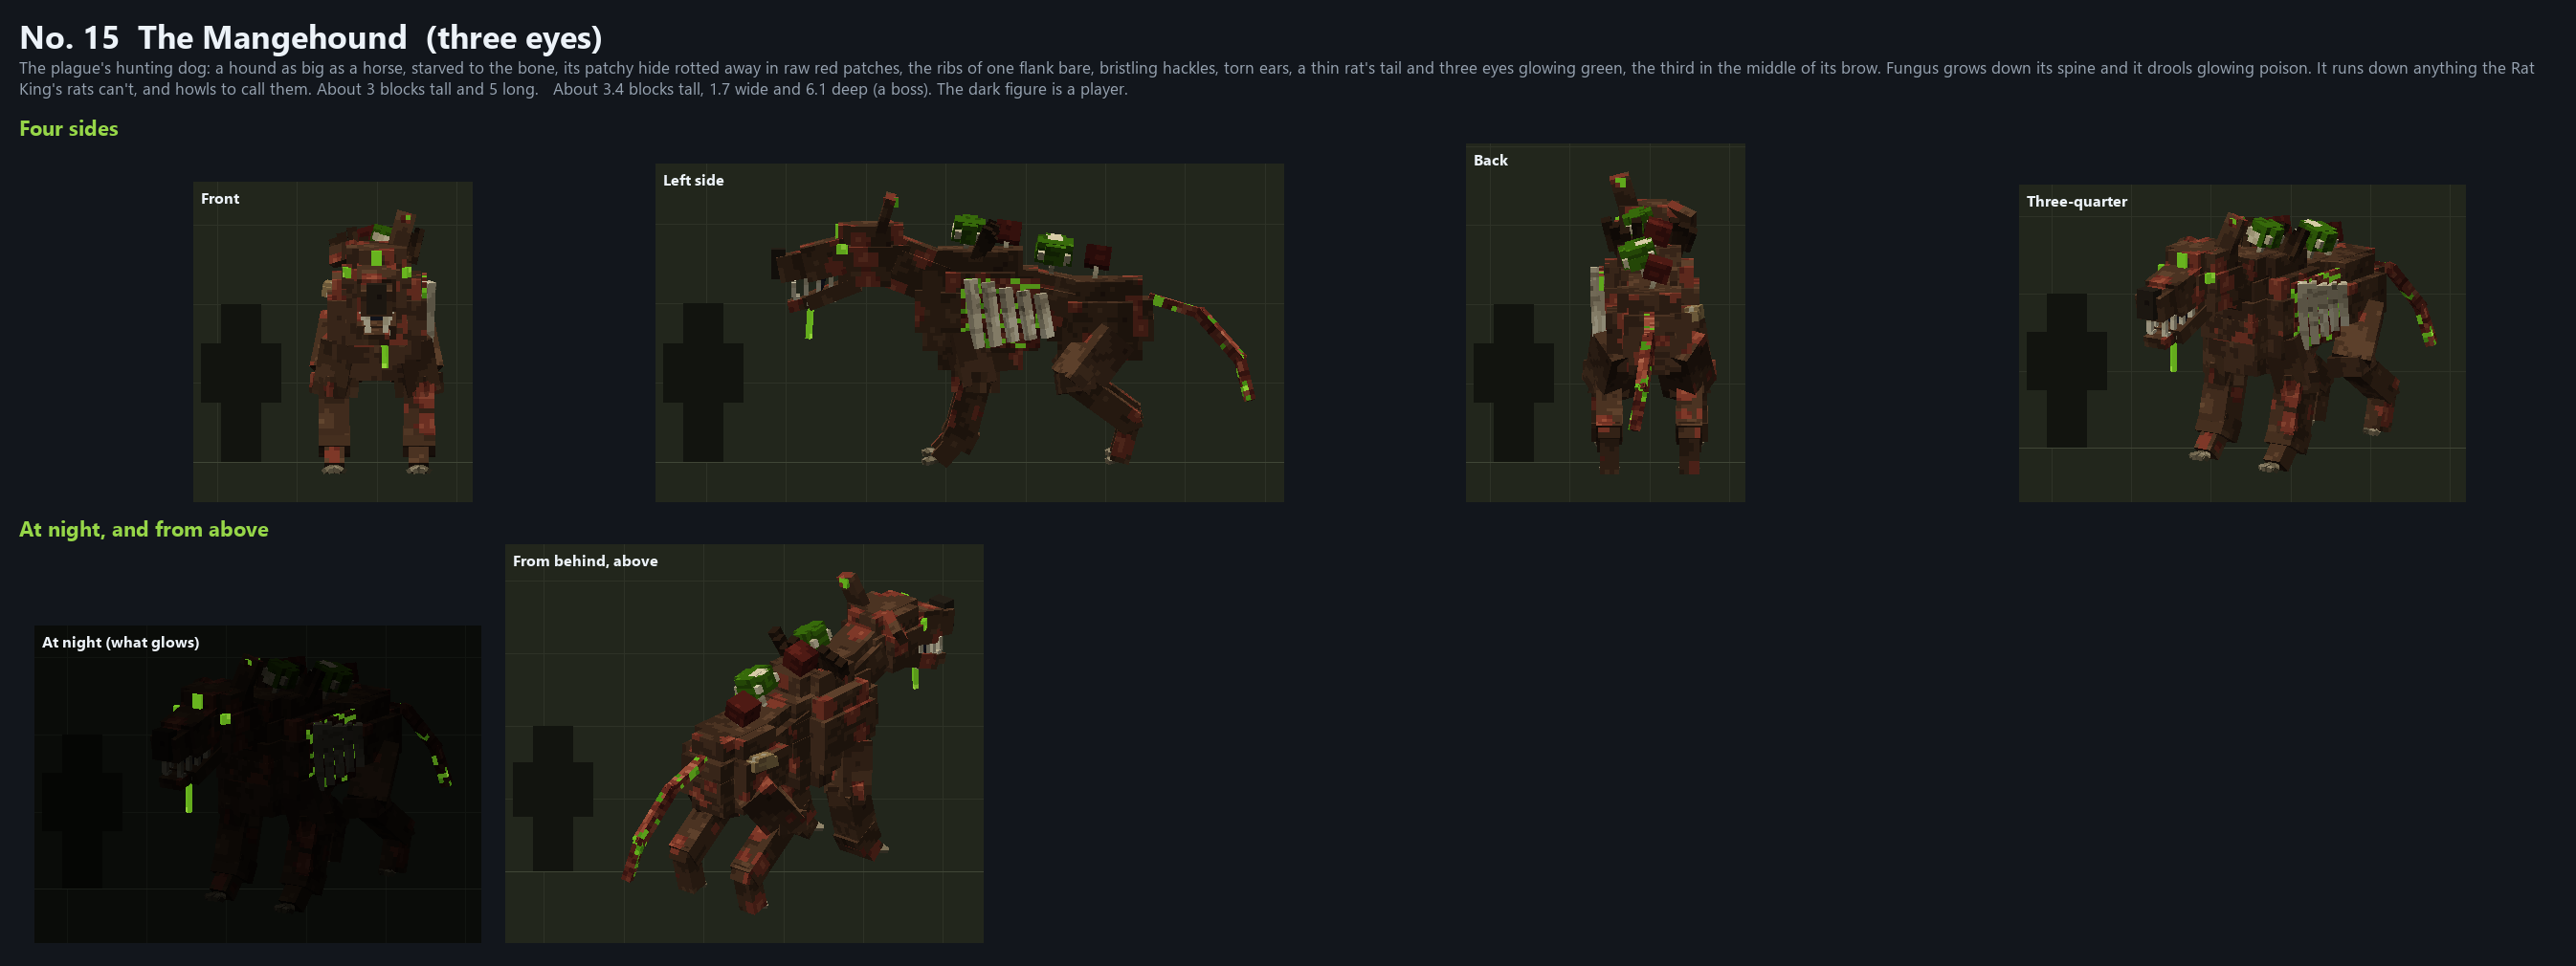 No. 15  The Mangehound  (three eyes)
The plague's hunting dog: a hound as big as a horse, starved to the bone, its patchy hide rotted away in raw red patches, the ribs of one flank bare, bristling hackles, torn ears, a thin rat's tail and three eyes glowing green, the third in the middle of its brow. Fungus grows down its spine and it drools glowing poison. It runs down anything the Rat
King's rats can't, and howls to call them. About 3 blocks tall and 5 long.   About 3.4 blocks tall, 1.7 wide and 6.1 deep (a boss). The dark figure is a player.
Four sides
Front
Left side
Back
Three-quarter
At night, and from above
At night (what glows)
From behind, above